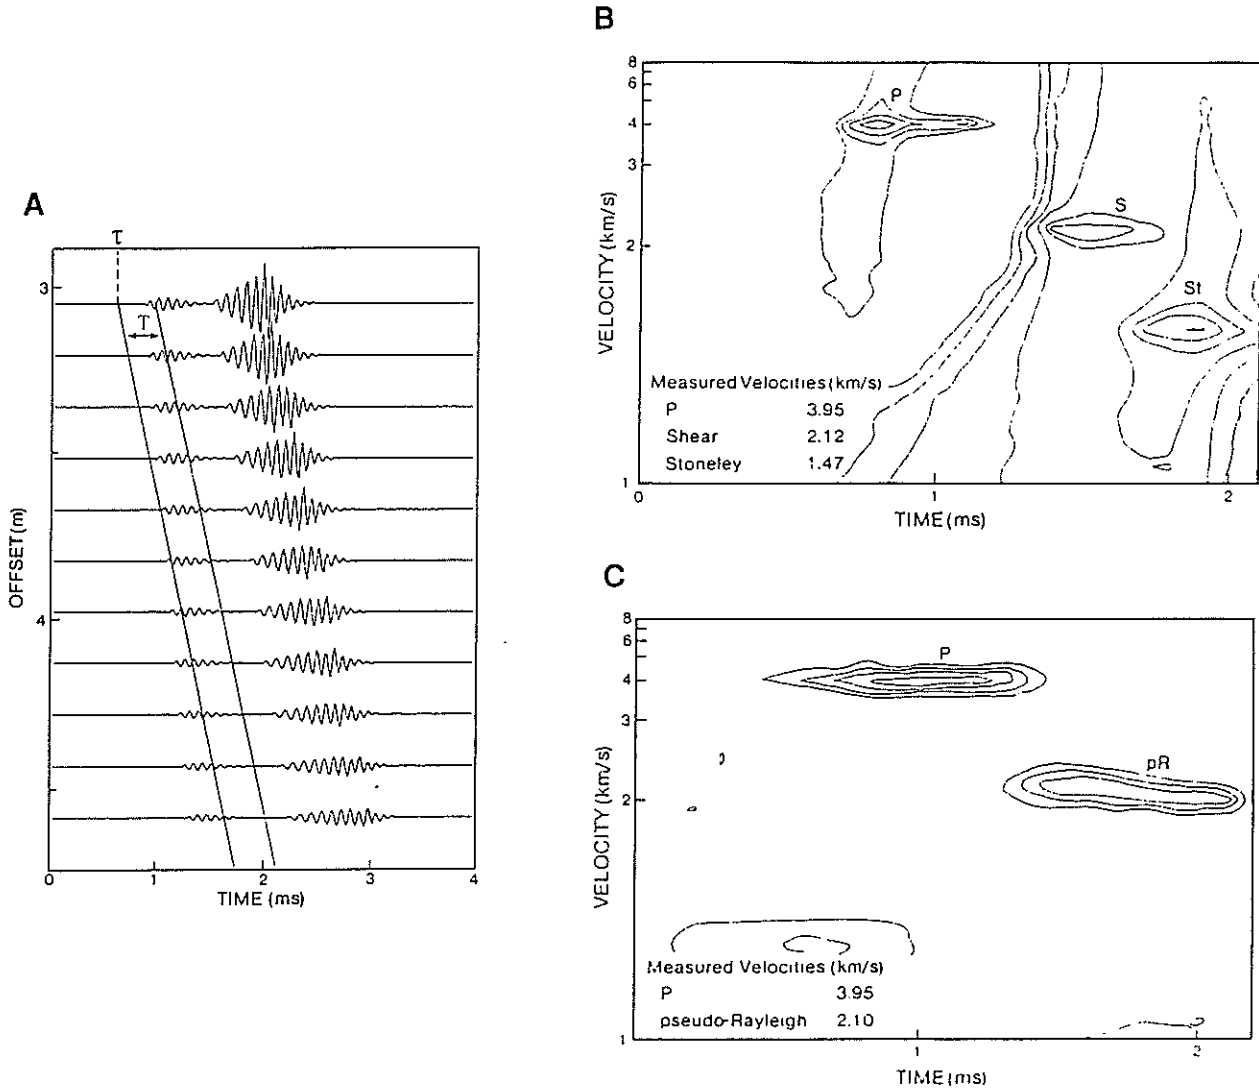 A
τ
3
T
4
OFFSET (m)
0 1 2 3 4
TIME (ms)
B
8
6
4
3
2
1
VELOCITY (km/s)
P
S
St
Measured Velocities (km/s)
P 3.95
Shear 2.12
Stoneley 1.47
0 1 2
TIME (ms)
C
8
6
4
3
2
1
VELOCITY (km/s)
P
pR
Measured Velocities (km/s)
P 3.95
pseudo-Rayleigh 2.10
1 2
TIME (ms)